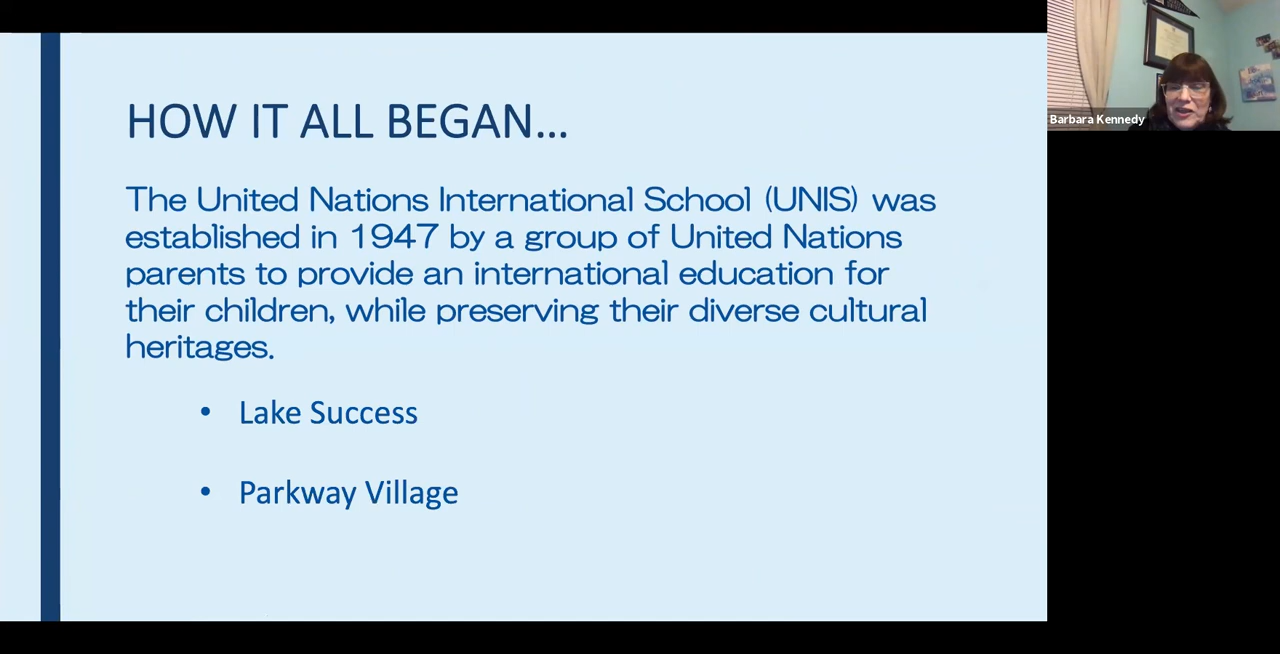 HOW IT ALL BEGAN...
The United Nations International School (UNIS) was
established in 1947 by a group of United Nations
parents to provide an international education for
their children, while preserving their diverse cultural
heritages.
• Lake Success
• Parkway Village
Barbara Kennedy